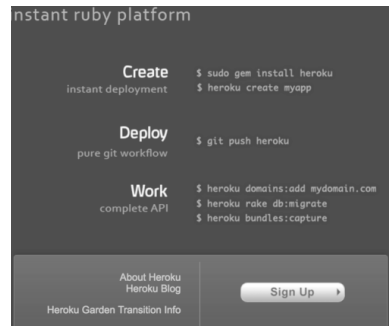 instant ruby platform
Create
instant deployment
$ sudo gem install heroku
$ heroku create myapp
Deploy
pure git workflow
$ git push heroku
Work
complete API
$ heroku domains:add mydomain.com
$ heroku rake db:migrate
$ heroku bundles:capture
About Heroku
Heroku Blog
Heroku Garden Transition Info
Sign Up